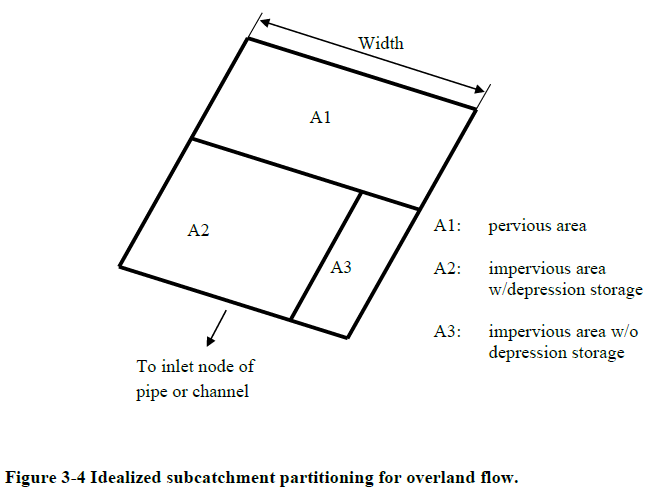 Width
A1
A2
A3
A1: pervious area
A2: impervious area
w/depression storage
A3: impervious area w/o
depression storage
To inlet node of
pipe or channel
Figure 3-4 Idealized subcatchment partitioning for overland flow.